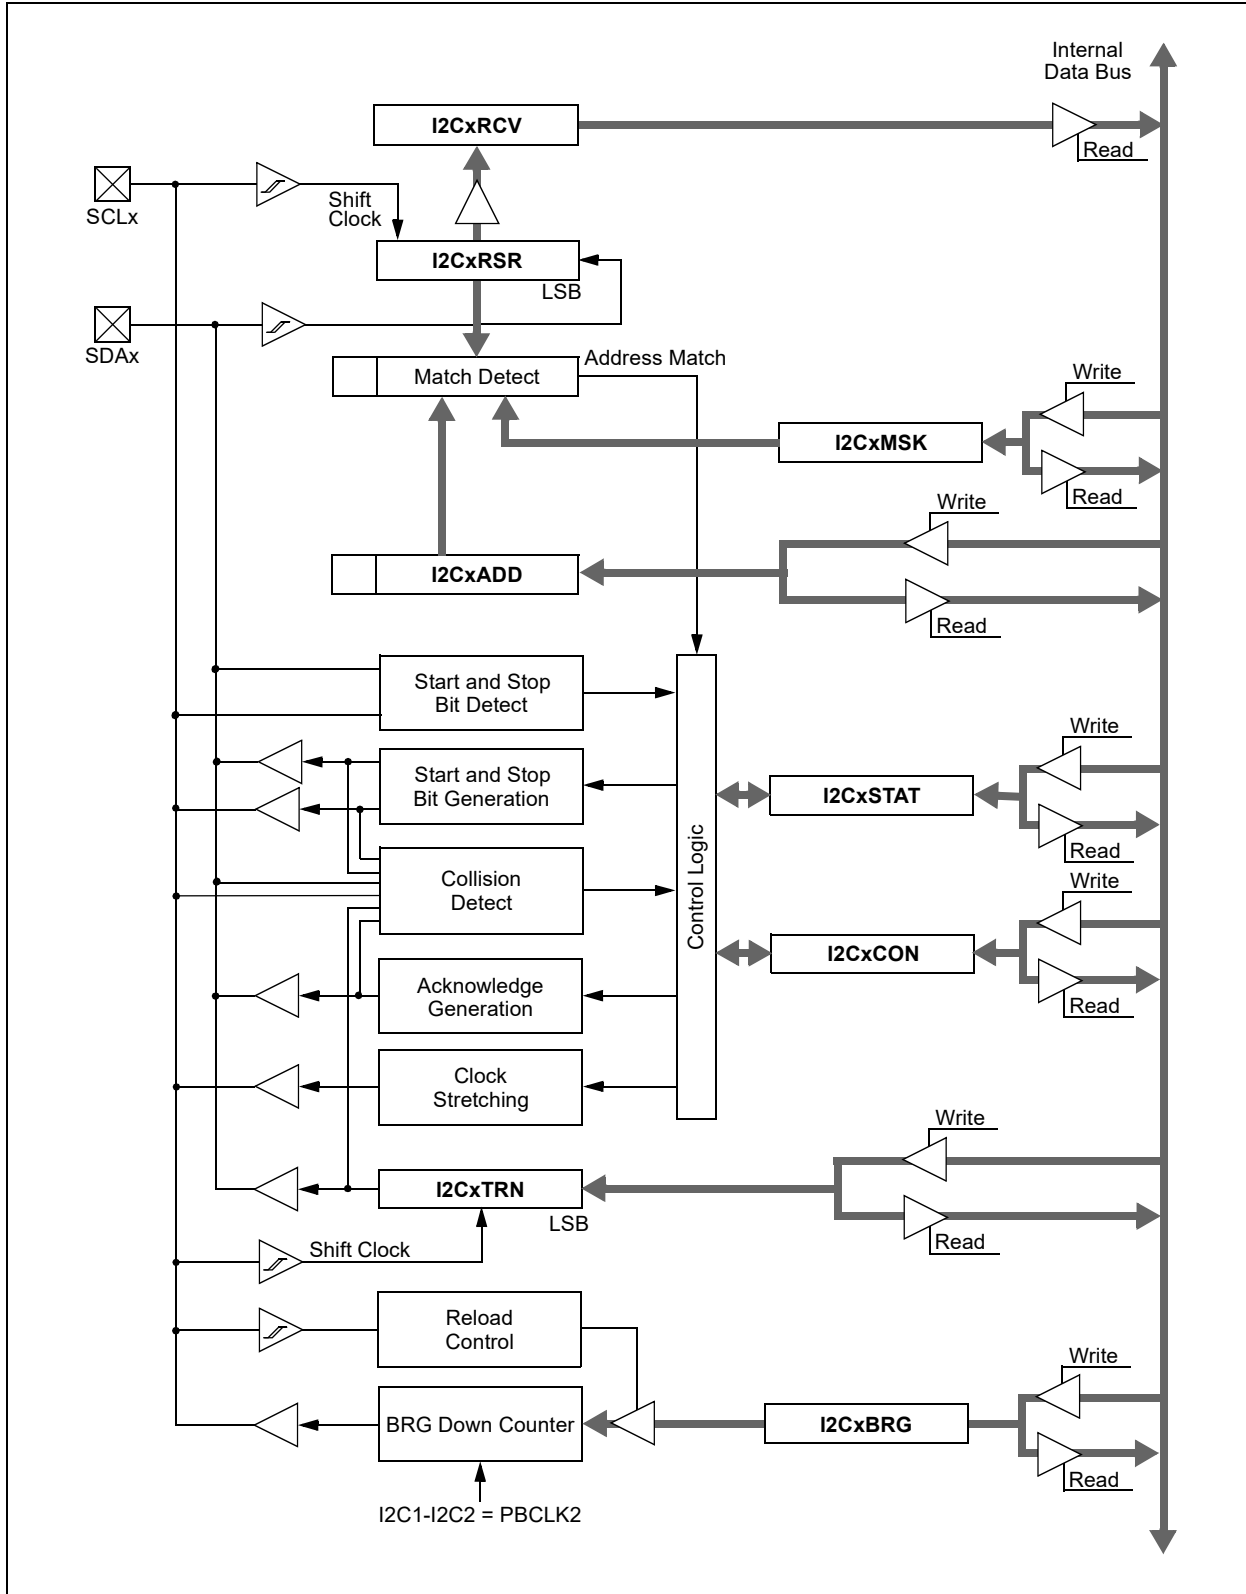 Internal
Data Bus
I2CxRCV
Read
SCLx
Shift
Clock
I2CxRSR
LSB
SDAx
Address Match
Match Detect
Write
I2CxMSK
Read
Write
I2CxADD
Read
Start and Stop
Bit Detect
Write
Start and Stop
Bit Generation
I2CxSTAT
Read
Control Logic
Collision
Detect
Write
I2CxCON
Read
Acknowledge
Generation
Clock
Stretching
Write
I2CxTRN
LSB
Read
Shift Clock
Reload
Control
Write
BRG Down Counter
I2CxBRG
Read
I2C1-I2C2 = PBCLK2